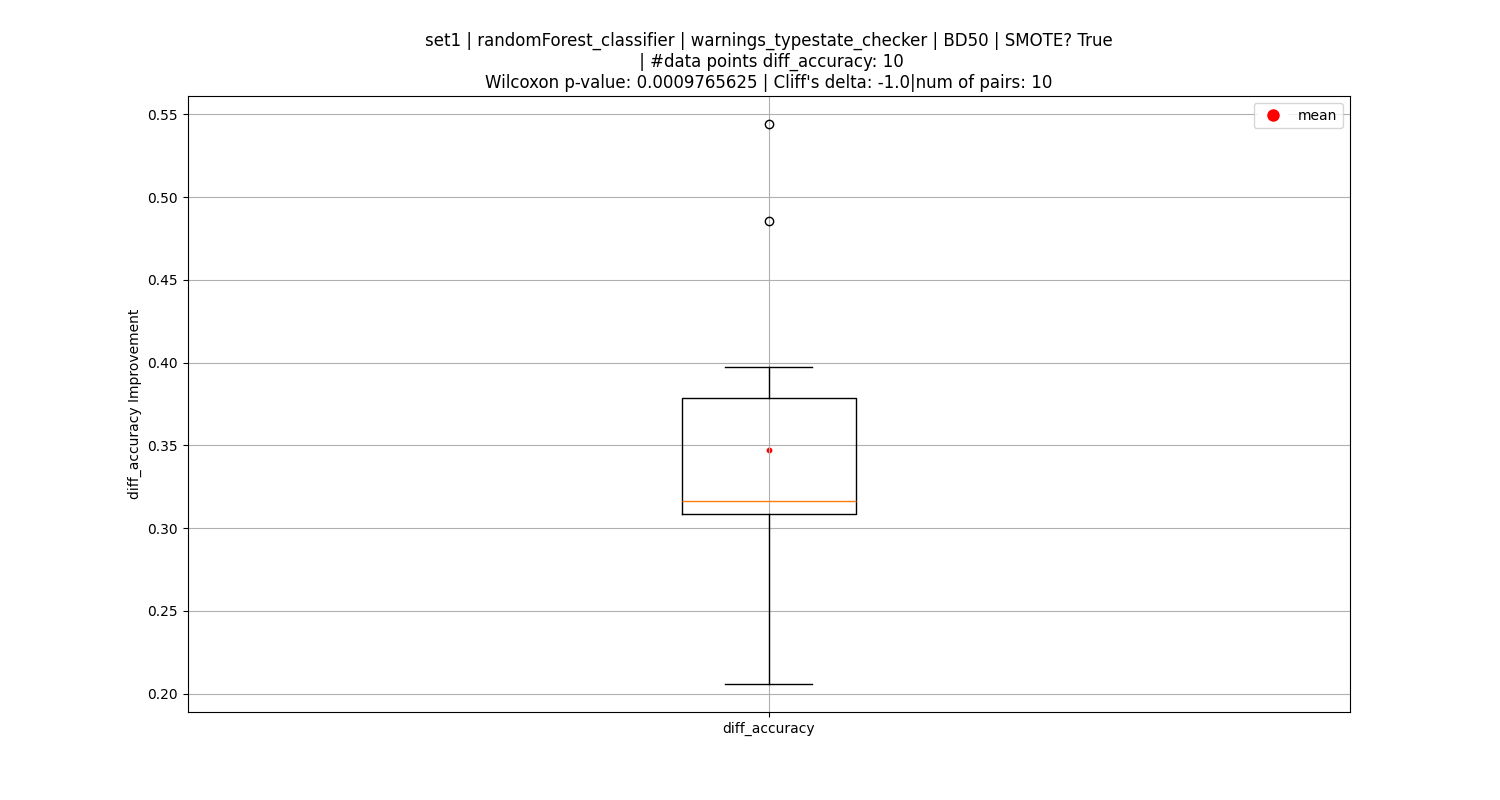 set1 | randomForest_classifier | warnings_typestate_checker | BD50 | SMOTE? True
| #data points diff_accuracy: 10
Wilcoxon p-value: 0.0009765625 | Cliff's delta: -1.0|num of pairs: 10
mean
0.55
0.50
0.45
0.40
0.35
0.30
0.25
0.20
diff_accuracy Improvement
diff_accuracy